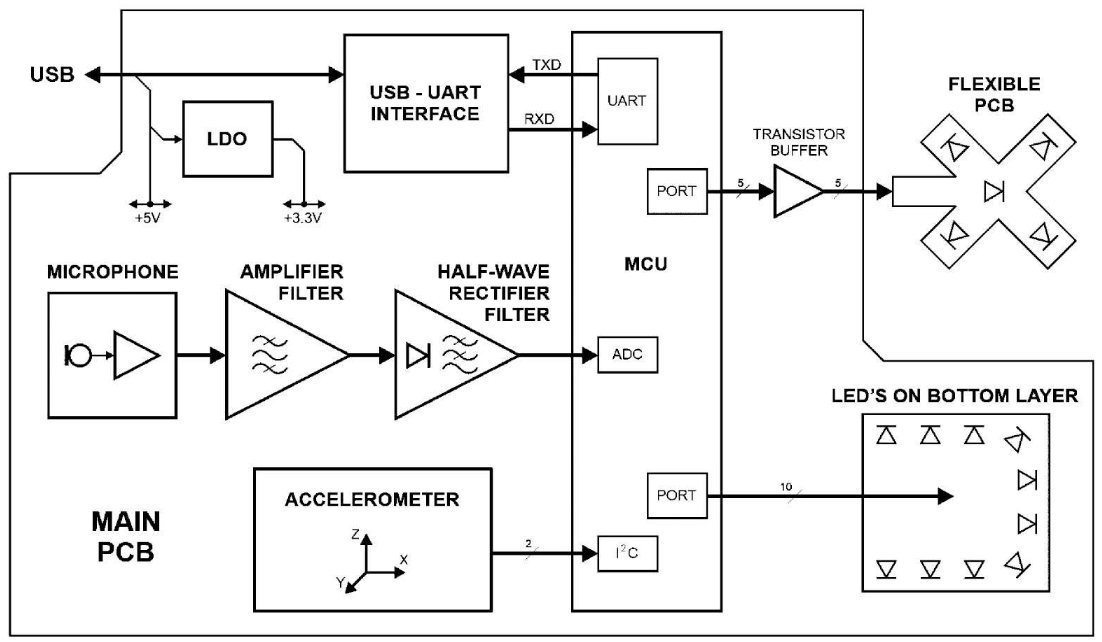 USB
USB - UART
INTERFACE
TXD
RXD
UART
LDO
+5V
+3.3V
PORT
5
TRANSISTOR
BUFFER
5
FLEXIBLE
PCB
MCU
MICROPHONE
AMPLIFIER
FILTER
HALF-WAVE
RECTIFIER
FILTER
ADC
LED'S ON BOTTOM LAYER
PORT
10
ACCELEROMETER
Z
X
Y
2
I²C
MAIN
PCB